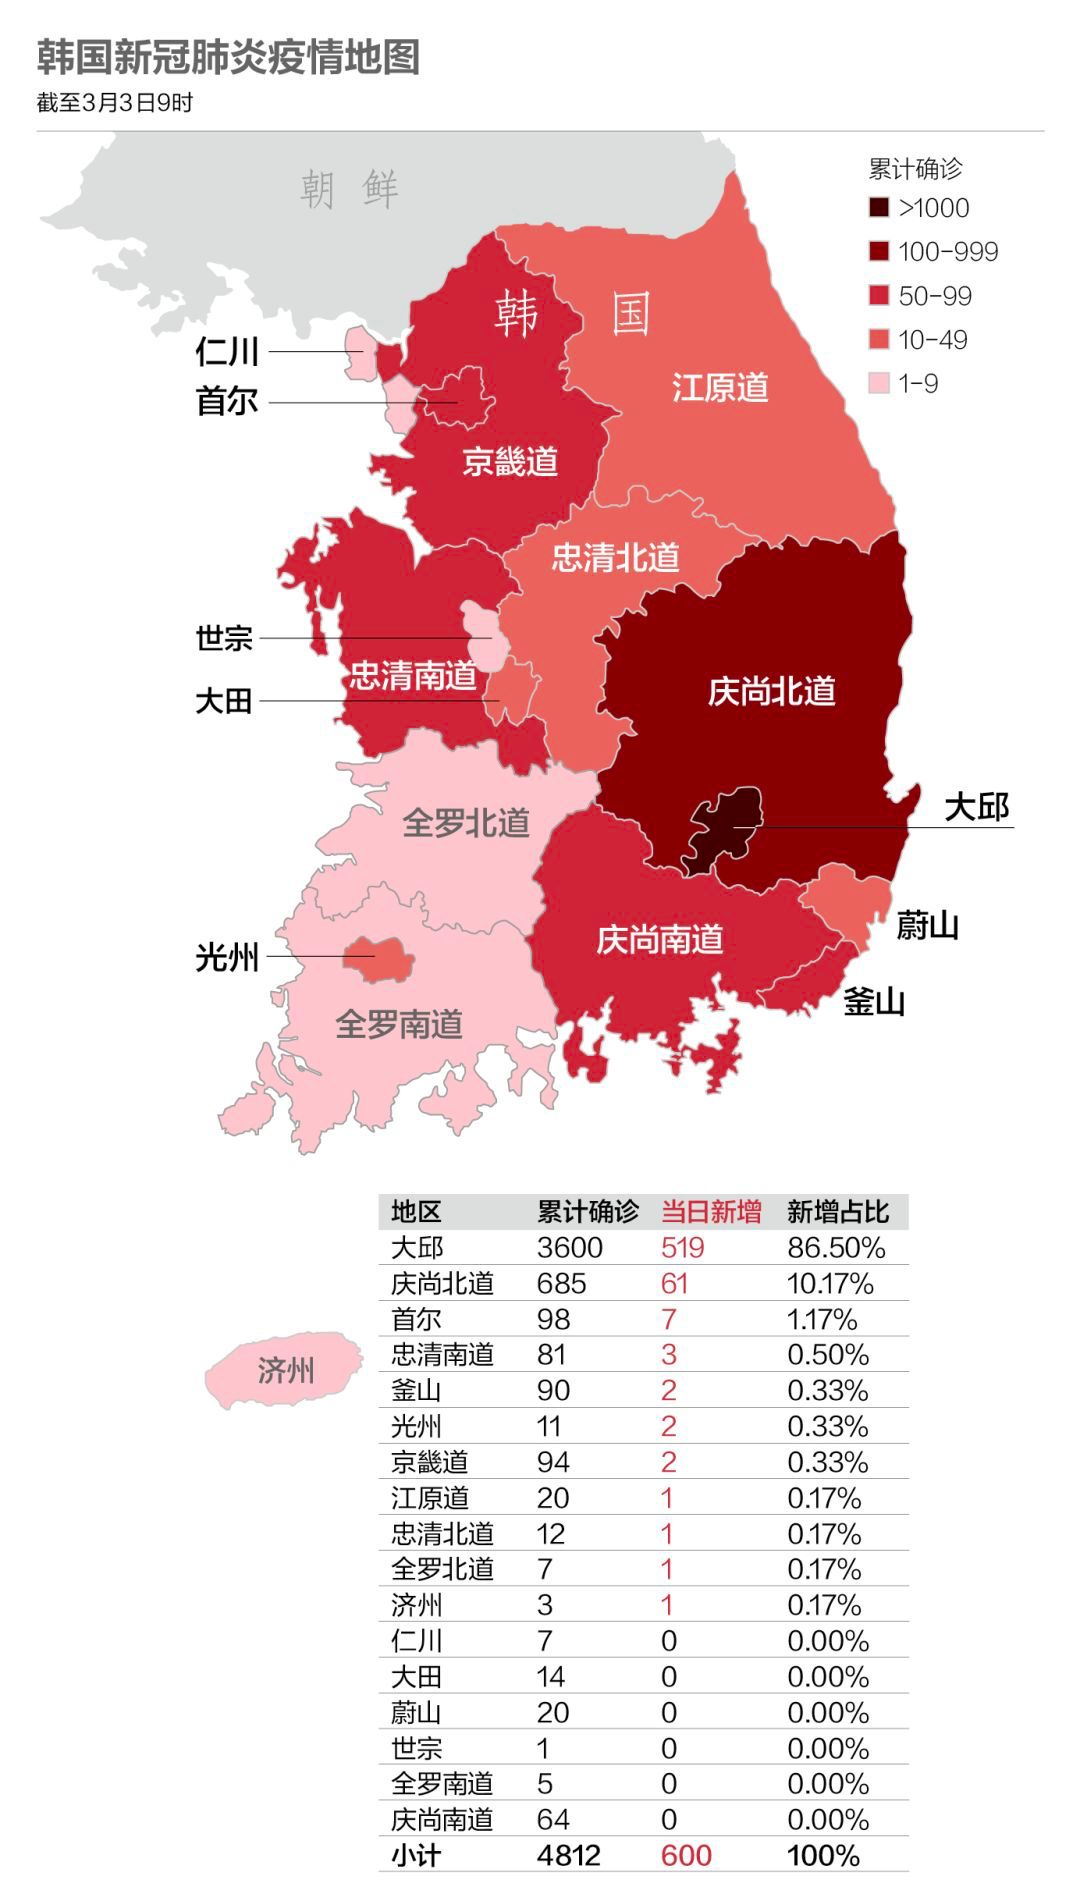 韩国新冠肺炎疫情地图
截至3月3日9时
朝鲜
累计确诊
>1000
100-999
50-99
10-49
1-9
韩国
仁川
首尔
江原道
京畿道
忠清北道
世宗
忠清南道
大田
庆尚北道
大邱
全罗北道
蔚山
庆尚南道
光州
釜山
全罗南道
济州
地区 累计确诊 当日新增 新增占比
大邱 3600 519 86.50%
庆尚北道 685 61 10.17%
首尔 98 7 1.17%
忠清南道 81 3 0.50%
釜山 90 2 0.33%
光州 11 2 0.33%
京畿道 94 2 0.33%
江原道 20 1 0.17%
忠清北道 12 1 0.17%
全罗北道 7 1 0.17%
济州 3 1 0.17%
仁川 7 0 0.00%
大田 14 0 0.00%
蔚山 20 0 0.00%
世宗 1 0 0.00%
全罗南道 5 0 0.00%
庆尚南道 64 0 0.00%
小计 4812 600 100%